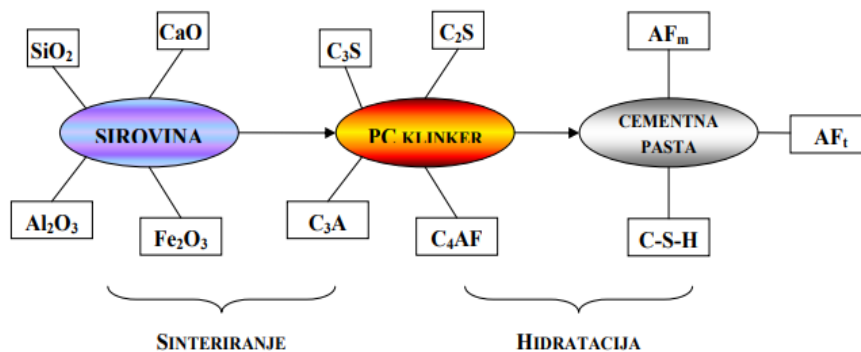 SiO₂
CaO
C₃S
C₂S
AFₘ
SIROVINA
PC KLINKER
CEMENTNA
PASTA
AFₜ
Al₂O₃
Fe₂O₃
C₃A
C₄AF
C-S-H
SINTERIRANJE
HIDRATACIJA